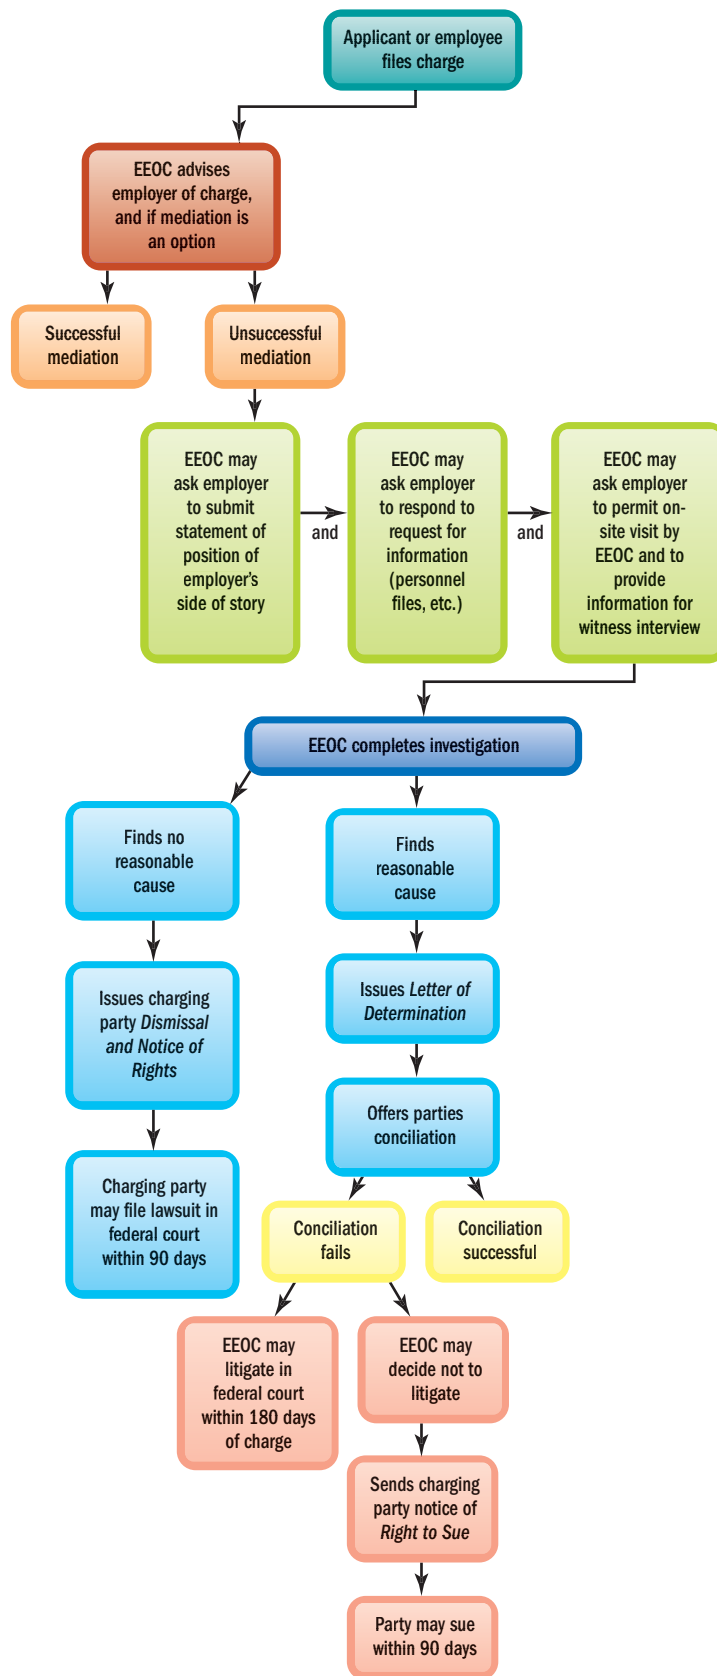 Applicant or employee
files charge
EEOC advises
employer of charge,
and if mediation is
an option
Successful
mediation
Unsuccessful
mediation
EEOC may
ask employer
to submit
statement of
position of
employer's
side of story
and
EEOC may
ask employer
to respond to
request for
information
(personnel
files, etc.)
and
EEOC may
ask employer
to permit on-
site visit by
EEOC and to
provide
information for
witness interview
EEOC completes investigation
Finds no
reasonable
cause
Finds
reasonable
cause
Issues charging
party Dismissal
and Notice of
Rights
Issues Letter of
Determination
Offers parties
conciliation
Charging party
may file lawsuit in
federal court
within 90 days
Conciliation
fails
Conciliation
successful
EEOC may
litigate in
federal court
within 180 days
of charge
EEOC may
decide not to
litigate
Sends charging
party notice of
Right to Sue
Party may sue
within 90 days